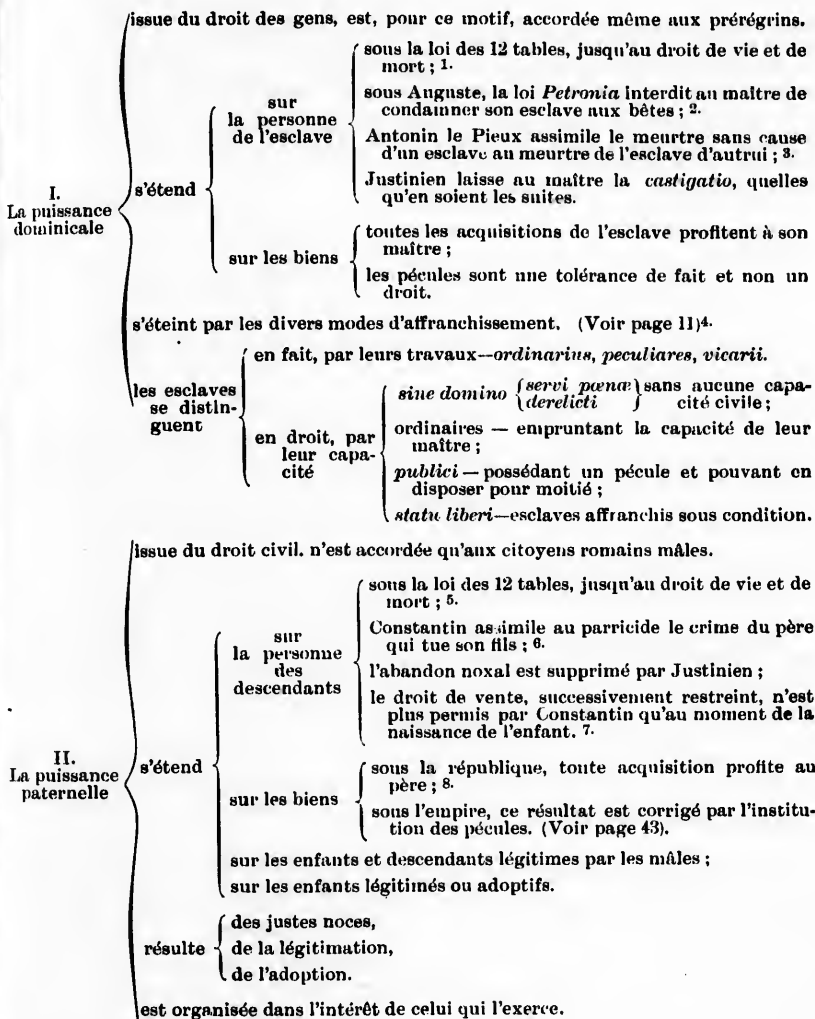 issue du droit des gens, est, pour ce motif, accordée même aux prérégrins.
I.
La puissance
dominicale
s'étend
sur
la personne
de l'esclave
sous la loi des 12 tables, jusqu'au droit de vie et de
mort ; 1.
sous Auguste, la loi Petronia interdit au maître de
condamner son esclave aux bêtes ; 2.
Antonin le Pieux assimile le meurtre sans cause
d'un esclave au meurtre de l'esclave d'autrui ; 3.
Justinien laisse au maître la castigatio, quelles
qu'en soient les suites.
sur les biens
toutes les acquisitions de l'esclave profitent à son
maître ;
les pécules sont une tolérance de fait et non un
droit.
s'éteint par les divers modes d'affranchissement. (Voir page 11)4.
les esclaves
se distin-
guent
en fait, par leurs travaux—ordinarius, peculiares, vicarii.
en droit, par
leur capa-
cité
sine domino { servi pœnæ } sans aucune capa-
derelicti cité civile ;
ordinaires — empruntant la capacité de leur
maître ;
publici — possédant un pécule et pouvant en
disposer pour moitié ;
statu liberi—esclaves affranchis sous condition.
II.
La puissance
paternelle
issue du droit civil. n'est accordée qu'aux citoyens romains mâles.
s'étend
sur
la personne
des
descendants
sous la loi des 12 tables, jusqu'au droit de vie et de
mort ; 5.
Constantin assimile au parricide le crime du père
qui tue son fils ; 6.
l'abandon noxal est supprimé par Justinien ;
le droit de vente, successivement restreint, n'est
plus permis par Constantin qu'au moment de la
naissance de l'enfant. 7.
sur les biens
sous la république, toute acquisition profite au
père ; 8.
sous l'empire, ce résultat est corrigé par l'institu-
tion des pécules. (Voir page 43).
sur les enfants et descendants légitimes par les mâles ;
sur les enfants légitimés ou adoptifs.
résulte
des justes noces,
de la légitimation,
de l'adoption.
est organisée dans l'intérêt de celui qui l'exerce.